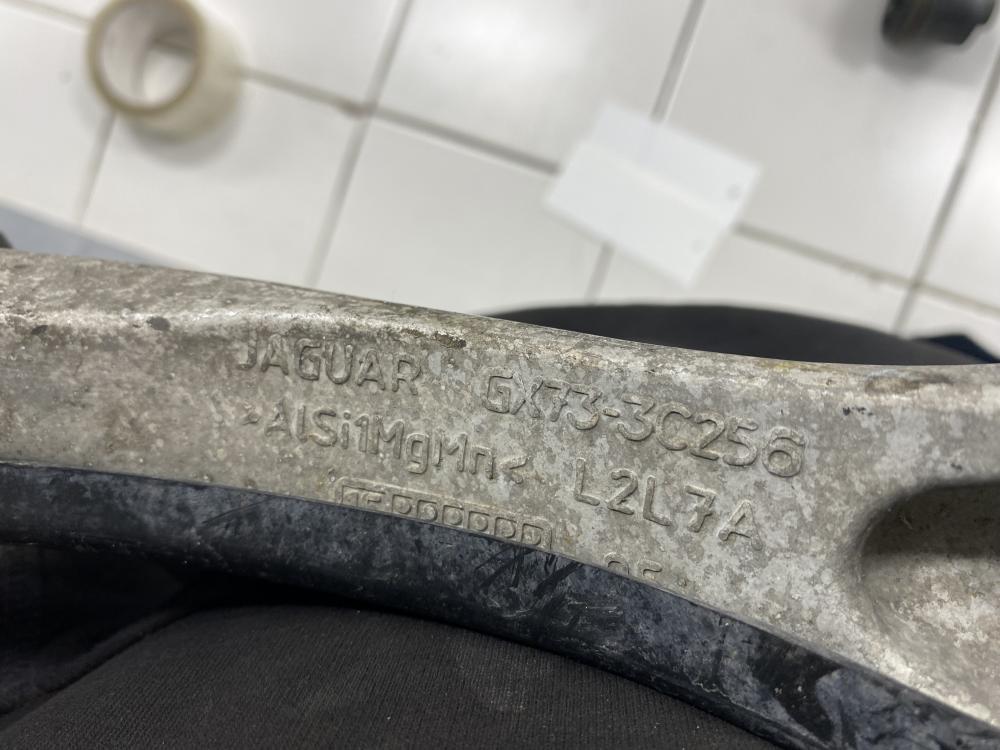 JAGUAR GX73-3C256
>AlSi1MgMn< L2L7A